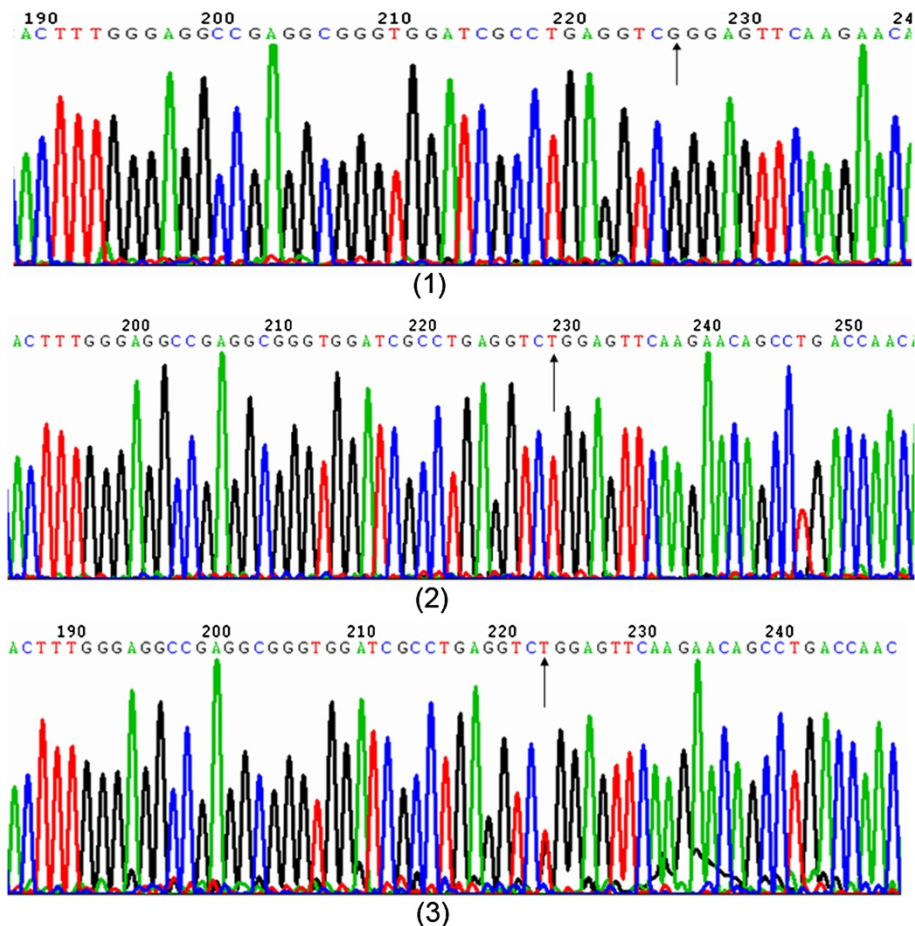 190 200 210 220 230 24
ACTTTGGGAGGCCGAGGCGGGTGGATCGCCTGAGGTCGGGAGTTCAAGAACA
(1)
200 210 220 230 240 250
ACTTTGGGAGGCCGAGGCGGGTGGATCGCCTGAGGTCTGGAGTTCAAGAACAGCCTGACCAACA
(2)
190 200 210 220 230 240
ACTTTGGGAGGCCGAGGCGGGTGGATCGCCTGAGGTCTGGAGTTCAAGAACAGCCTGACCAAC
(3)